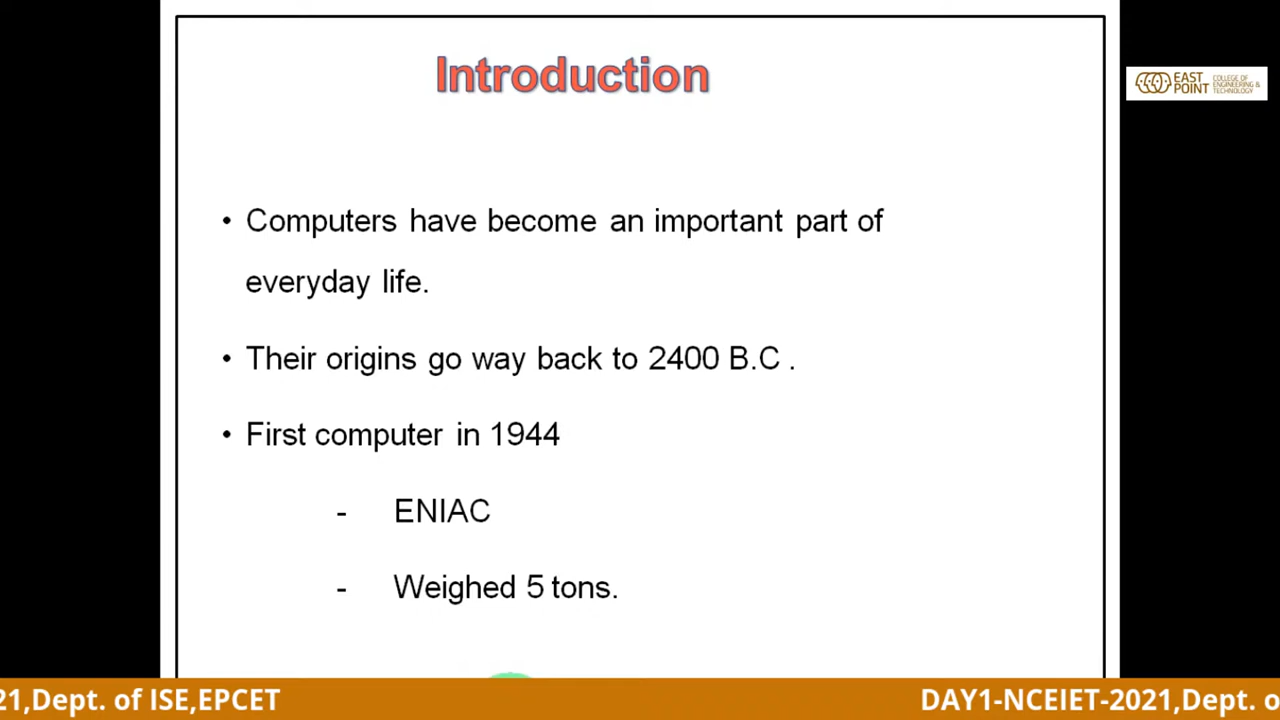 Introduction
EAST
POINT
COLLEGE OF
ENGINEERING &
TECHNOLOGY
• Computers have become an important part of
everyday life.
• Their origins go way back to 2400 B.C .
• First computer in 1944
- ENIAC
- Weighed 5 tons.
21,Dept. of ISE,EPCET DAY1-NCEIET-2021,Dept. o